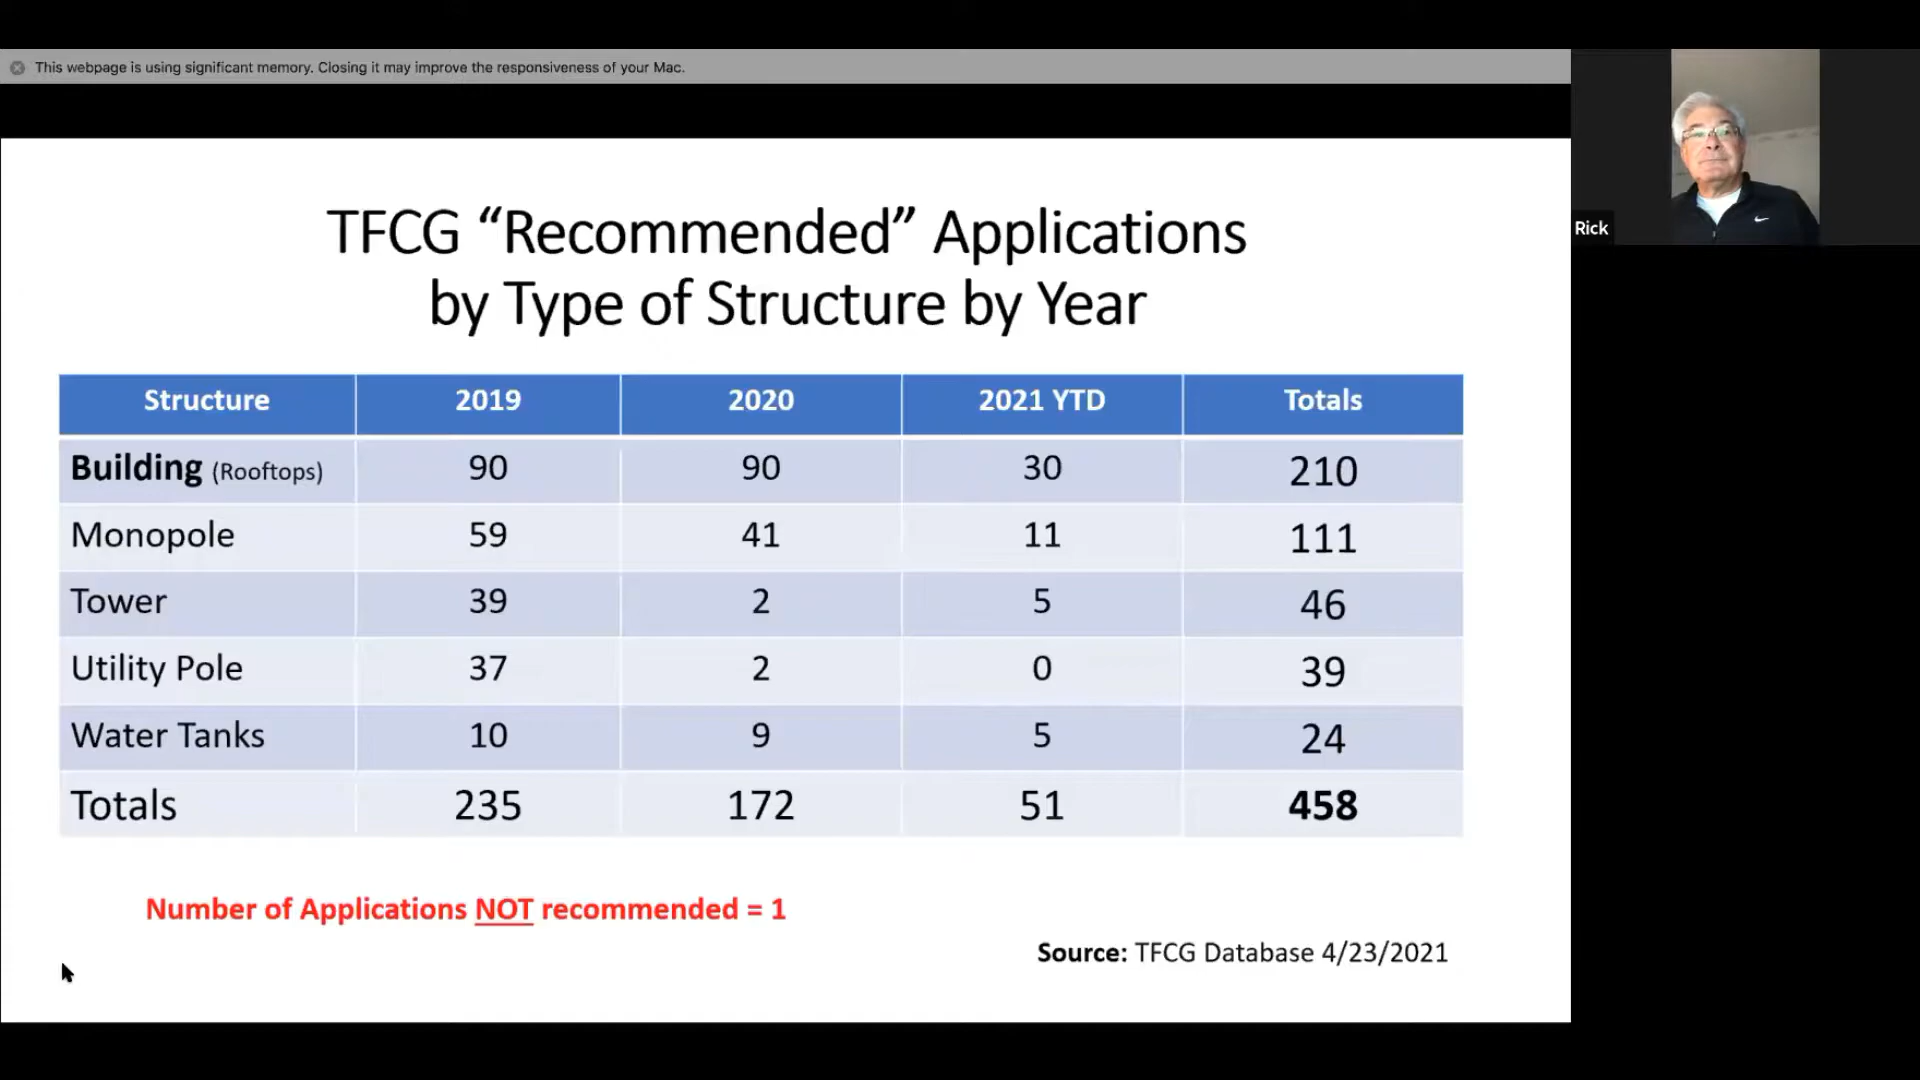 This webpage is using significant memory. Closing it may improve the responsiveness of your Mac.
Rick
TFCG “Recommended” Applications
by Type of Structure by Year
Structure 2019 2020 2021 YTD Totals
Building (Rooftops) 90 90 30 210
Monopole 59 41 11 111
Tower 39 2 5 46
Utility Pole 37 2 0 39
Water Tanks 10 9 5 24
Totals 235 172 51 458
Number of Applications NOT recommended = 1
Source: TFCG Database 4/23/2021